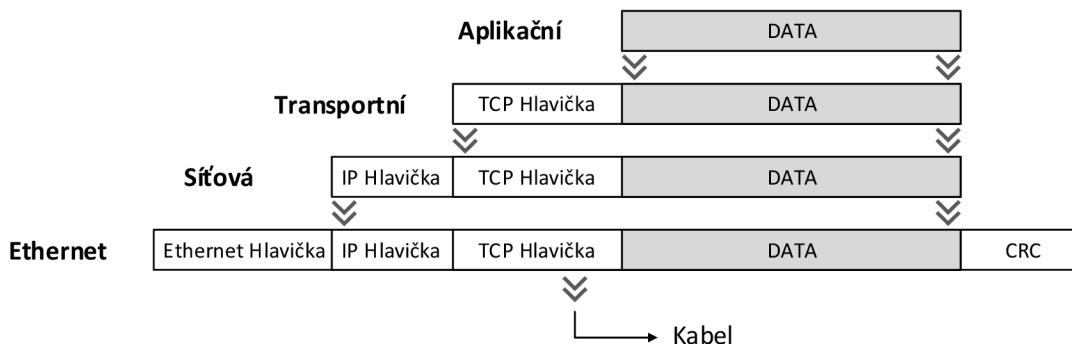 Aplikační DATA
Transportní TCP Hlavička DATA
Síťová IP Hlavička TCP Hlavička DATA
Ethernet Ethernet Hlavička IP Hlavička TCP Hlavička DATA CRC
Kabel